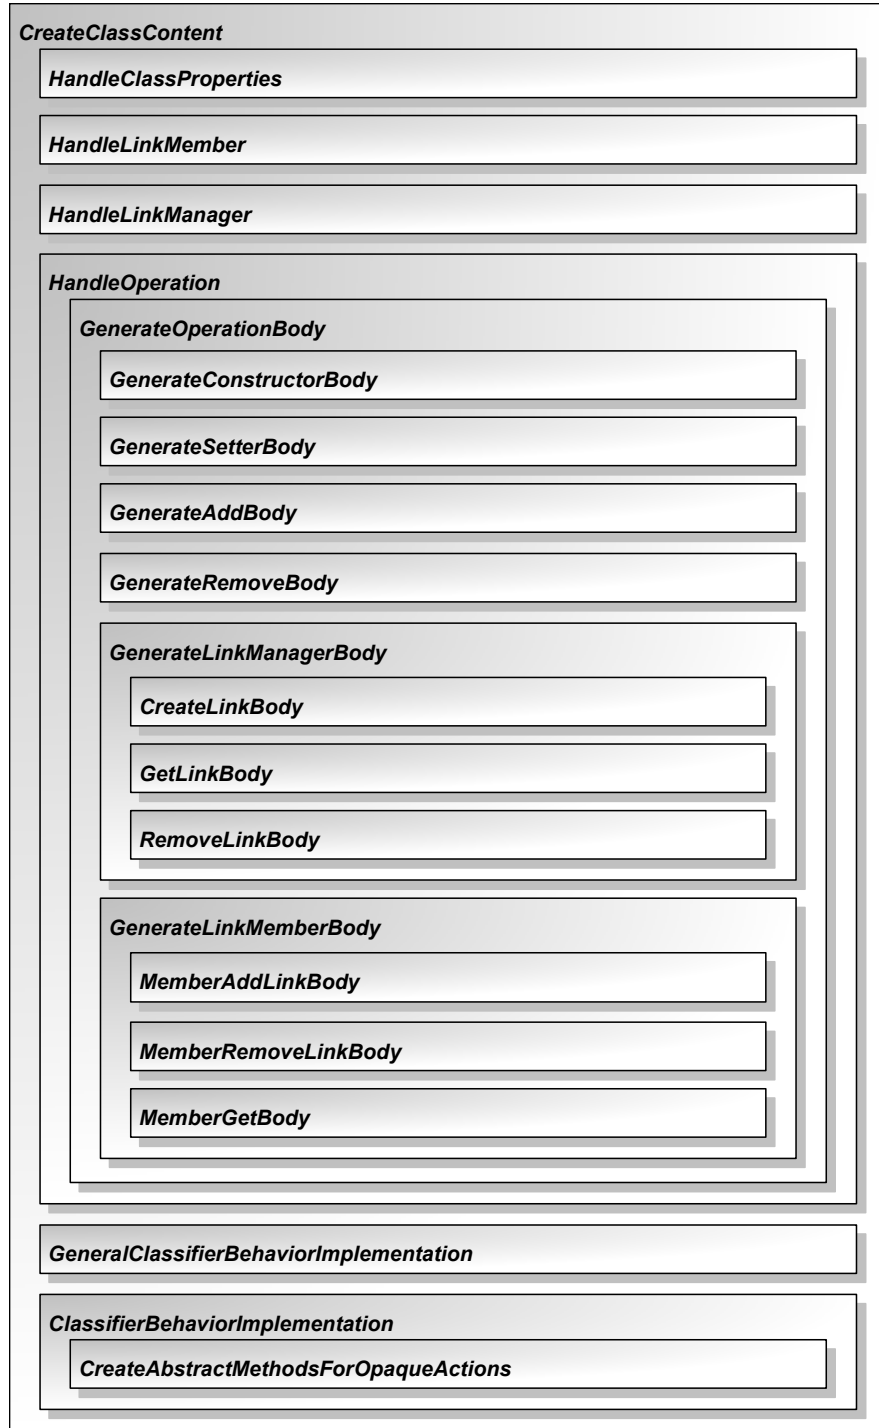 CreateClassContent
HandleClassProperties
HandleLinkMember
HandleLinkManager
HandleOperation
GenerateOperationBody
GenerateConstructorBody
GenerateSetterBody
GenerateAddBody
GenerateRemoveBody
GenerateLinkManagerBody
CreateLinkBody
GetLinkBody
RemoveLinkBody
GenerateLinkMemberBody
MemberAddLinkBody
MemberRemoveLinkBody
MemberGetBody
GeneralClassifierBehaviorImplementation
ClassifierBehaviorImplementation
CreateAbstractMethodsForOpaqueActions